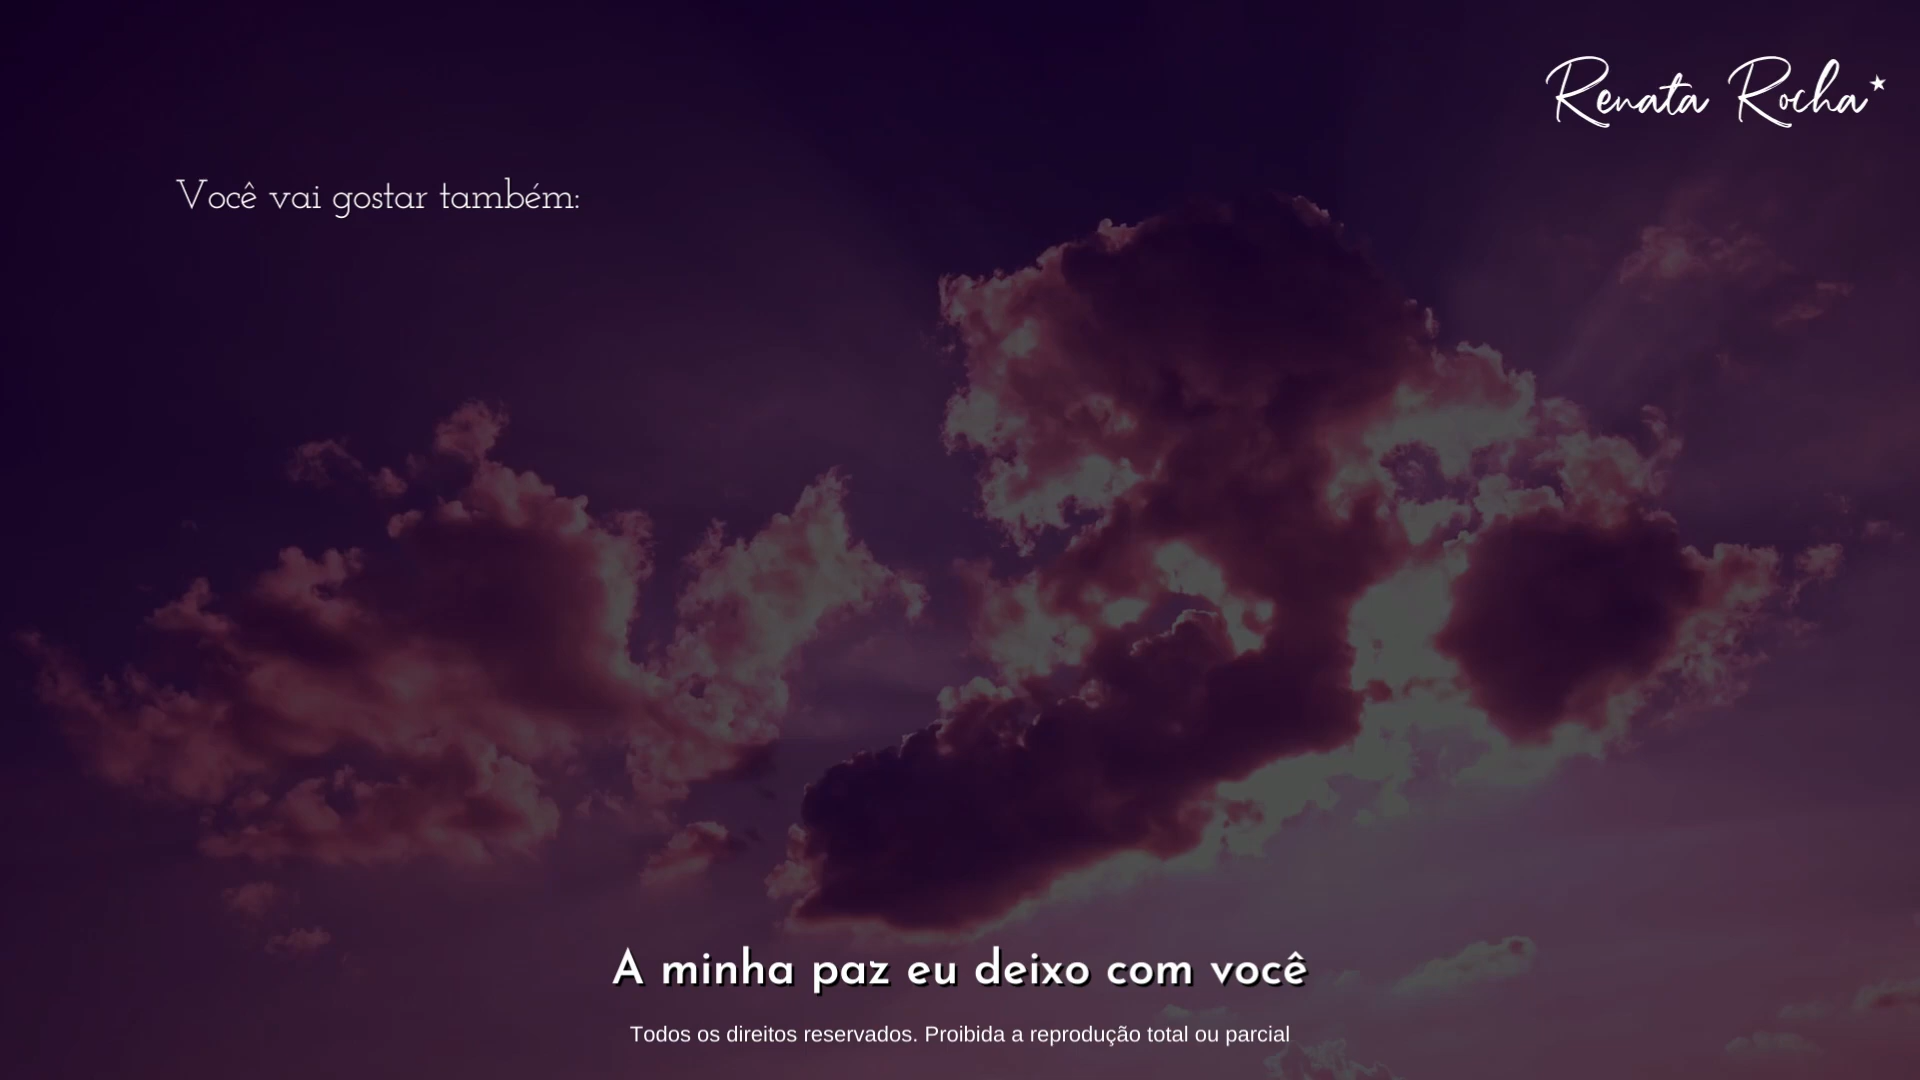 Renata Rocha
Você vai gostar também:
A minha paz eu deixo com você
Todos os direitos reservados. Proibida a reprodução total ou parcial